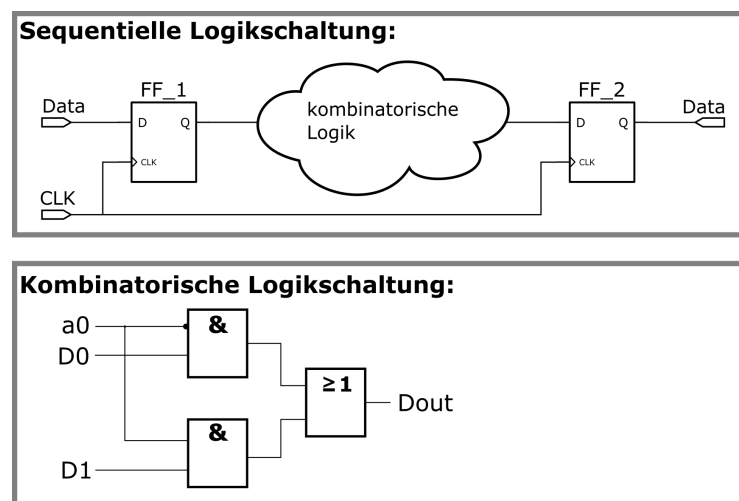 Sequentielle Logikschaltung:
FF_1
FF_2
Data
kombinatorische
Logik
Data
D
Q
D
Q
CLK
CLK
CLK
Kombinatorische Logikschaltung:
a0
&
D0
≥1
Dout
&
D1